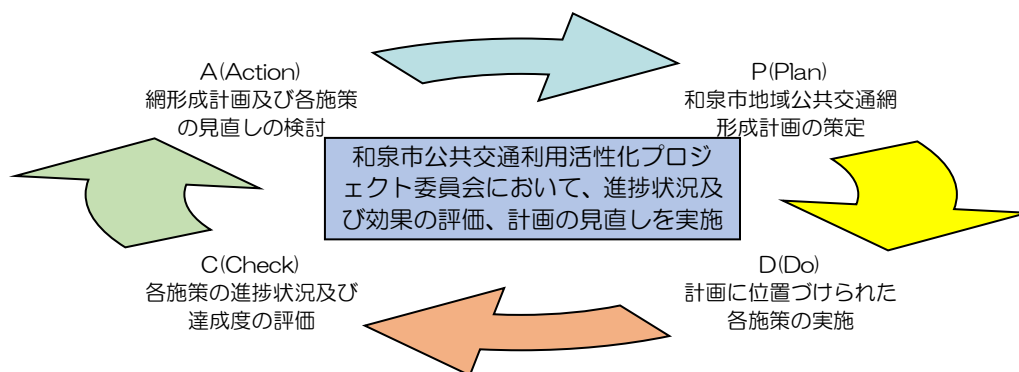 A(Action)
網形成計画及び各施策
の見直しの検討
P(Plan)
和泉市地域公共交通網
形成計画の策定
和泉市公共交通利用活性化プロジ
ェクト委員会において、進捗状況及
び効果の評価、計画の見直しを実施
C(Check)
各施策の進捗状況及び
達成度の評価
D(Do)
計画に位置づけられた
各施策の実施